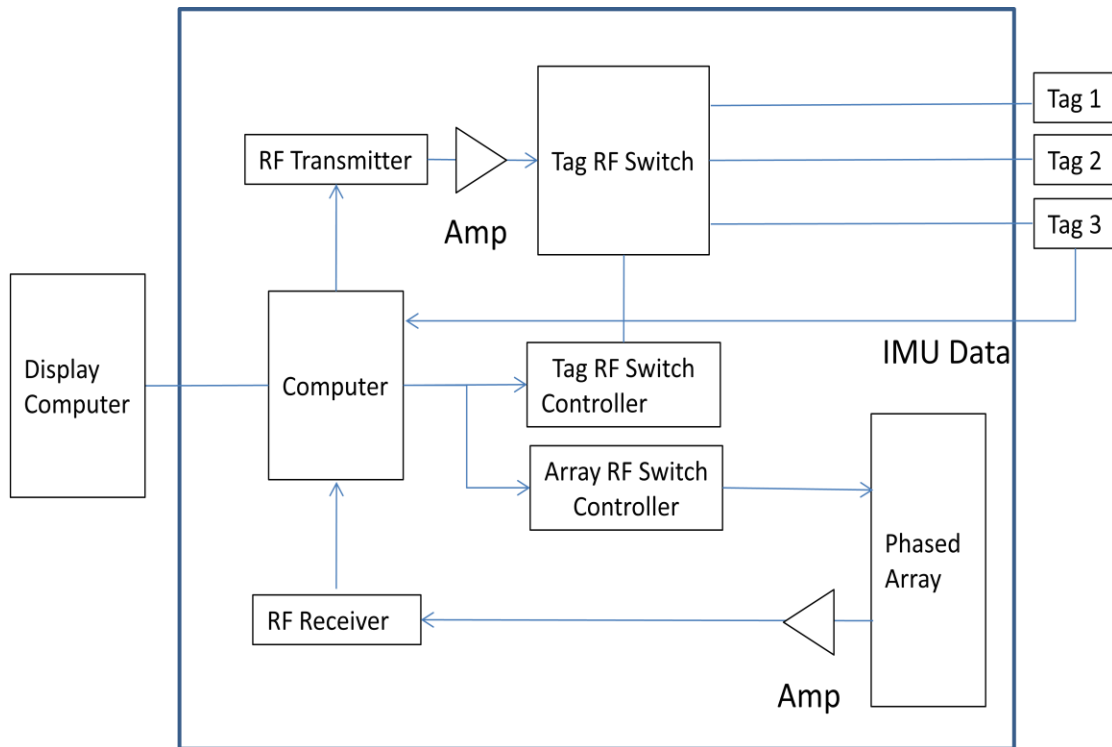 Tag 1
RF Transmitter
Tag RF Switch
Tag 2
Amp
Tag 3
Display
Computer
Computer
IMU Data
Tag RF Switch
Controller
Array RF Switch
Controller
Phased
Array
RF Receiver
Amp